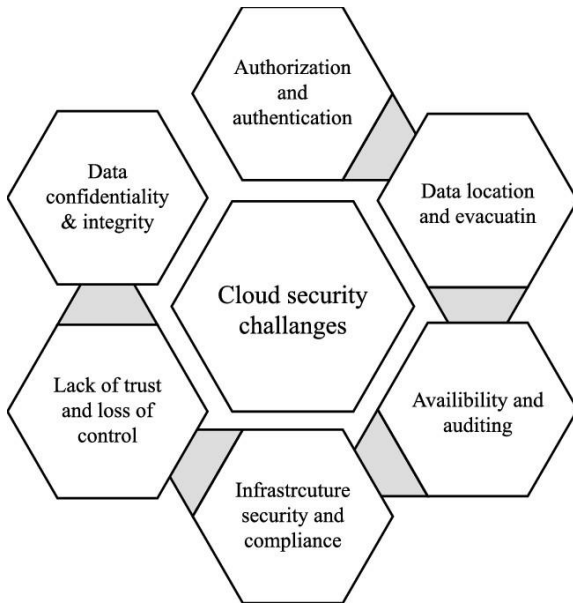 Authorization
and
authentication
Data
confidentiality
& integrity
Data location
and evacuatin
Cloud security
challanges
Lack of trust
and loss of
control
Availibility and
auditing
Infrastrcuture
security and
compliance